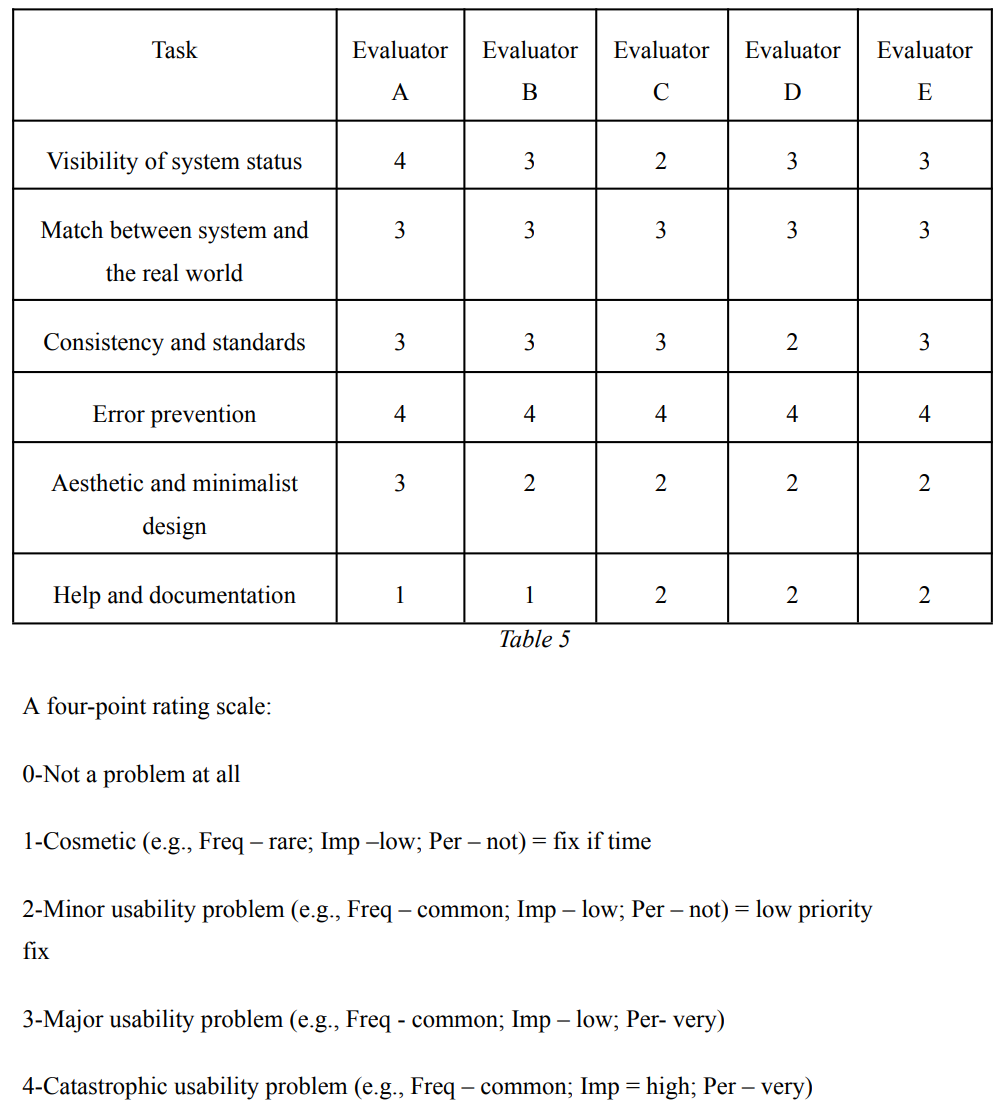 Task Evaluator A Evaluator B Evaluator C Evaluator D Evaluator E
Visibility of system status 4 3 2 3 3
Match between system and the real world 3 3 3 3 3
Consistency and standards 3 3 3 2 3
Error prevention 4 4 4 4 4
Aesthetic and minimalist design 3 2 2 2 2
Help and documentation 1 1 2 2 2
Table 5
A four-point rating scale:
0-Not a problem at all
1-Cosmetic (e.g., Freq – rare; Imp –low; Per – not) = fix if time
2-Minor usability problem (e.g., Freq – common; Imp – low; Per – not) = low priority
fix
3-Major usability problem (e.g., Freq - common; Imp – low; Per- very)
4-Catastrophic usability problem (e.g., Freq – common; Imp = high; Per – very)